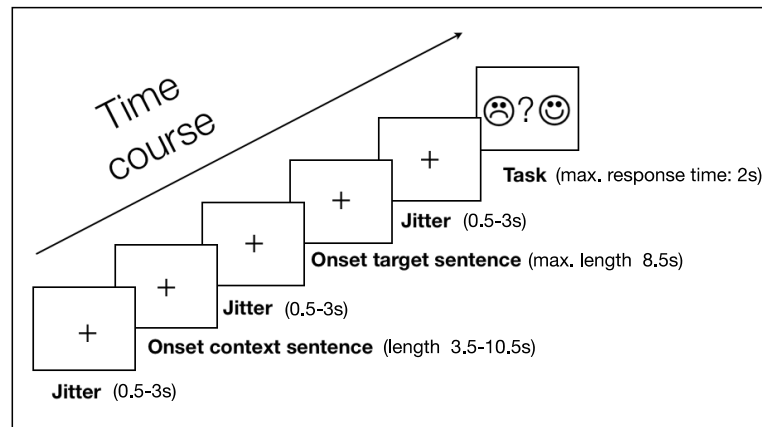 Time
course
?
Task (max. response time: 2s)
Jitter (0.5-3s)
Onset target sentence (max. length 8.5s)
Jitter (0.5-3s)
Onset context sentence (length 3.5-10.5s)
Jitter (0.5-3s)